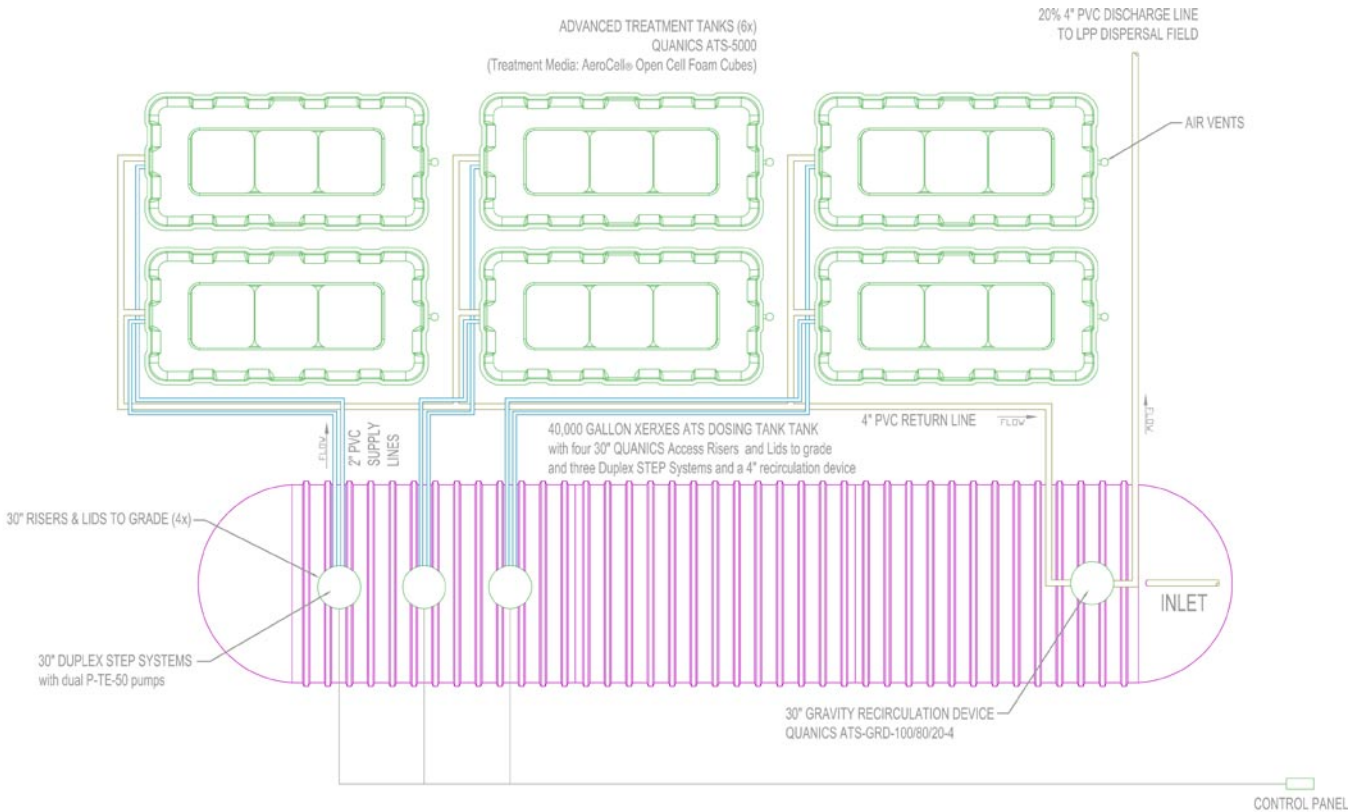 ADVANCED TREATMENT TANKS (6x)
QUANICS ATS-5000
(Treatment Media: AeroCell® Open Cell Foam Cubes)
20% 4" PVC DISCHARGE LINE
TO LPP DISPERSAL FIELD
AIR VENTS
FLOW
2" PVC
SUPPLY
LINES
40,000 GALLON XERXES ATS DOSING TANK TANK
with four 30" QUANICS Access Risers and Lids to grade
and three Duplex STEP Systems and a 4" recirculation device
4" PVC RETURN LINE
FLOW
FLOW
30" RISERS & LIDS TO GRADE (4x)
INLET
30" DUPLEX STEP SYSTEMS
with dual P-TE-50 pumps
30" GRAVITY RECIRCULATION DEVICE
QUANICS ATS-GRD-100/80/20-4
CONTROL PANEL